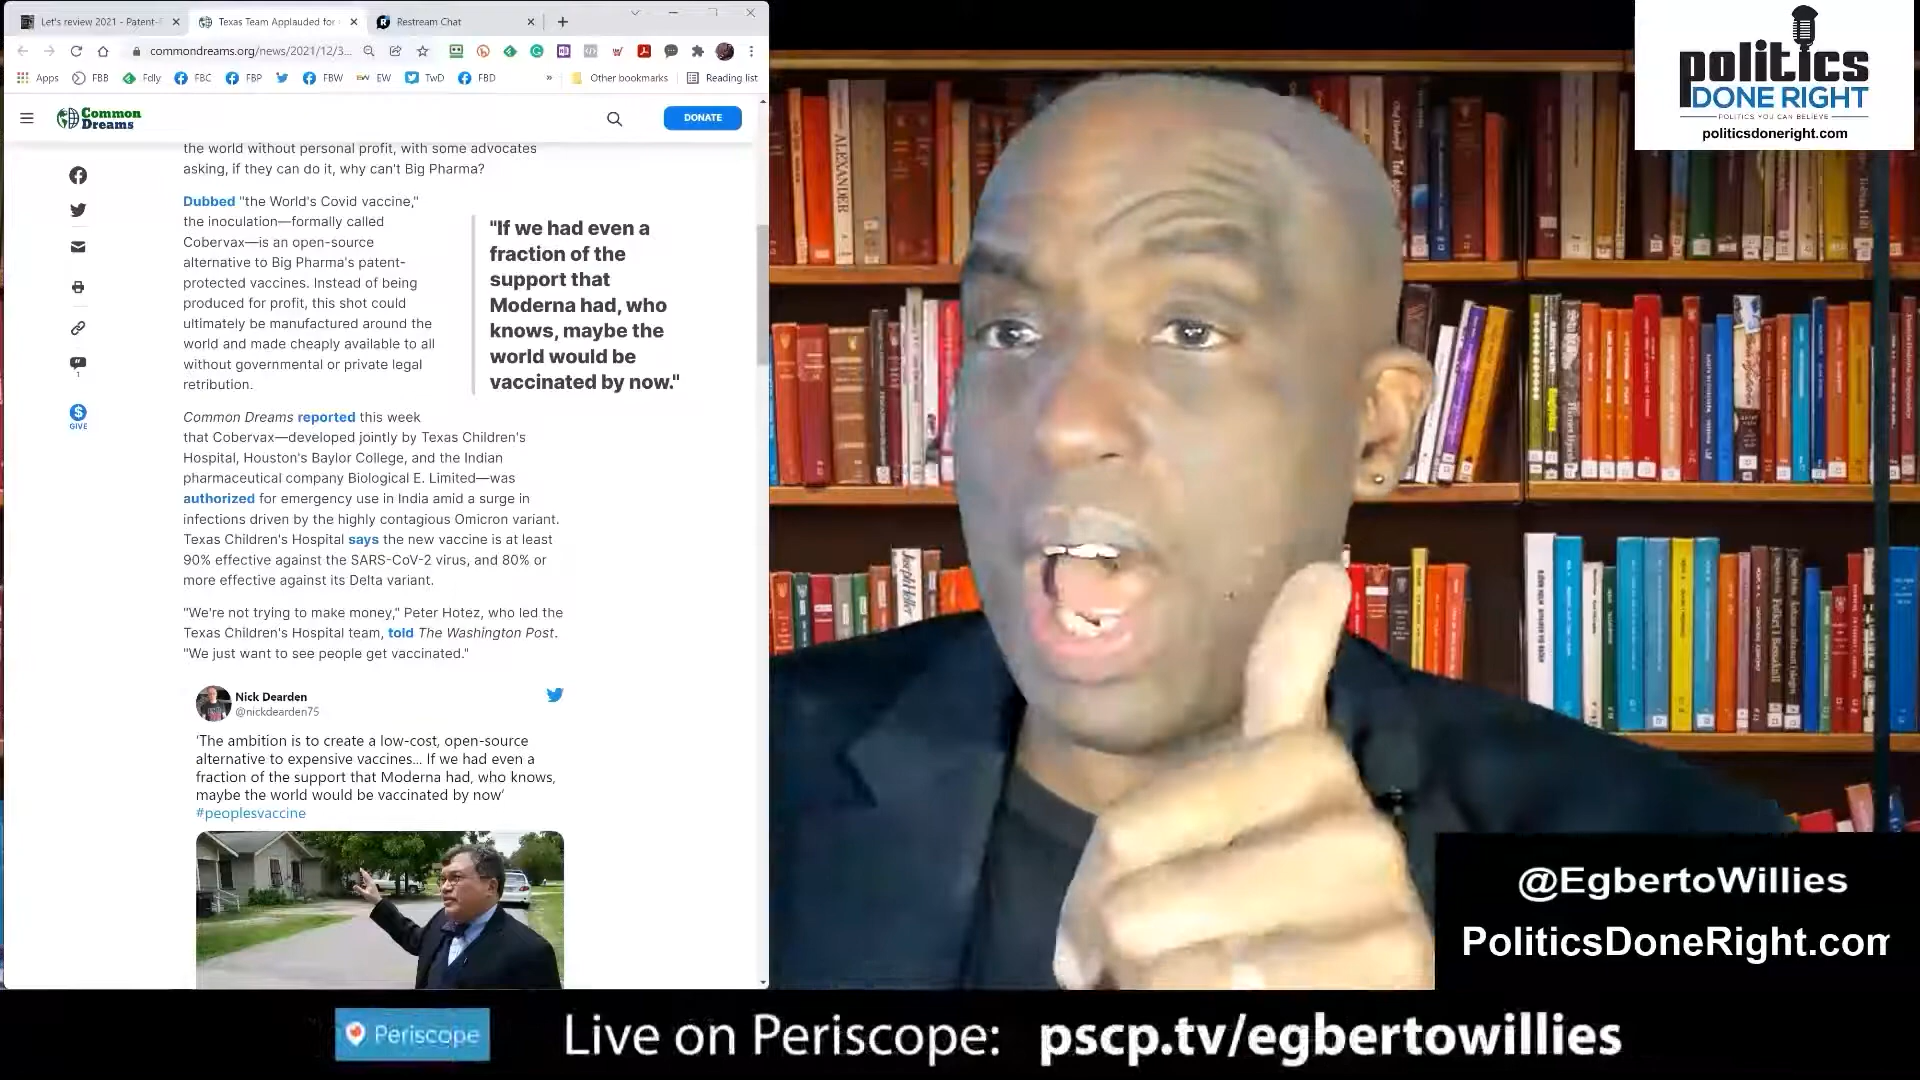 Let's review 2021 - Patent-
Texas Team Applauded for
Restream Chat
commondreams.org/news/2021/12/3...
Apps
FBB
Fdly
FBC
FBP
FBW
EW
TwD
FBD
»
Other bookmarks
Reading list
Common
Dreams
DONATE
the world without personal profit, with some advocates
asking, if they can do it, why can't Big Pharma?
Dubbed "the World's Covid vaccine,"
the inoculation—formally called
Cobervax—is an open-source
alternative to Big Pharma's patent-
protected vaccines. Instead of being
produced for profit, this shot could
ultimately be manufactured around the
world and made cheaply available to all
without governmental or private legal
retribution.
"If we had even a
fraction of the
support that
Moderna had, who
knows, maybe the
world would be
vaccinated by now."
1
GIVE
Common Dreams reported this week
that Cobervax—developed jointly by Texas Children's
Hospital, Houston's Baylor College, and the Indian
pharmaceutical company Biological E. Limited—was
authorized for emergency use in India amid a surge in
infections driven by the highly contagious Omicron variant.
Texas Children's Hospital says the new vaccine is at least
90% effective against the SARS-CoV-2 virus, and 80% or
more effective against its Delta variant.
"We're not trying to make money," Peter Hotez, who led the
Texas Children's Hospital team, told The Washington Post.
"We just want to see people get vaccinated."
Nick Dearden
@nickdearden75
'The ambition is to create a low-cost, open-source
alternative to expensive vaccines... If we had even a
fraction of the support that Moderna had, who knows,
maybe the world would be vaccinated by now'
#peoplesvaccine
politics
DONE RIGHT
POLITICS YOU CAN BELIEVE
politicsdoneright.com
ALEXANDER
Joseph Heller
@EgbertoWillies
PoliticsDoneRight.com
Periscope
Live on Periscope: pscp.tv/egbertowillies